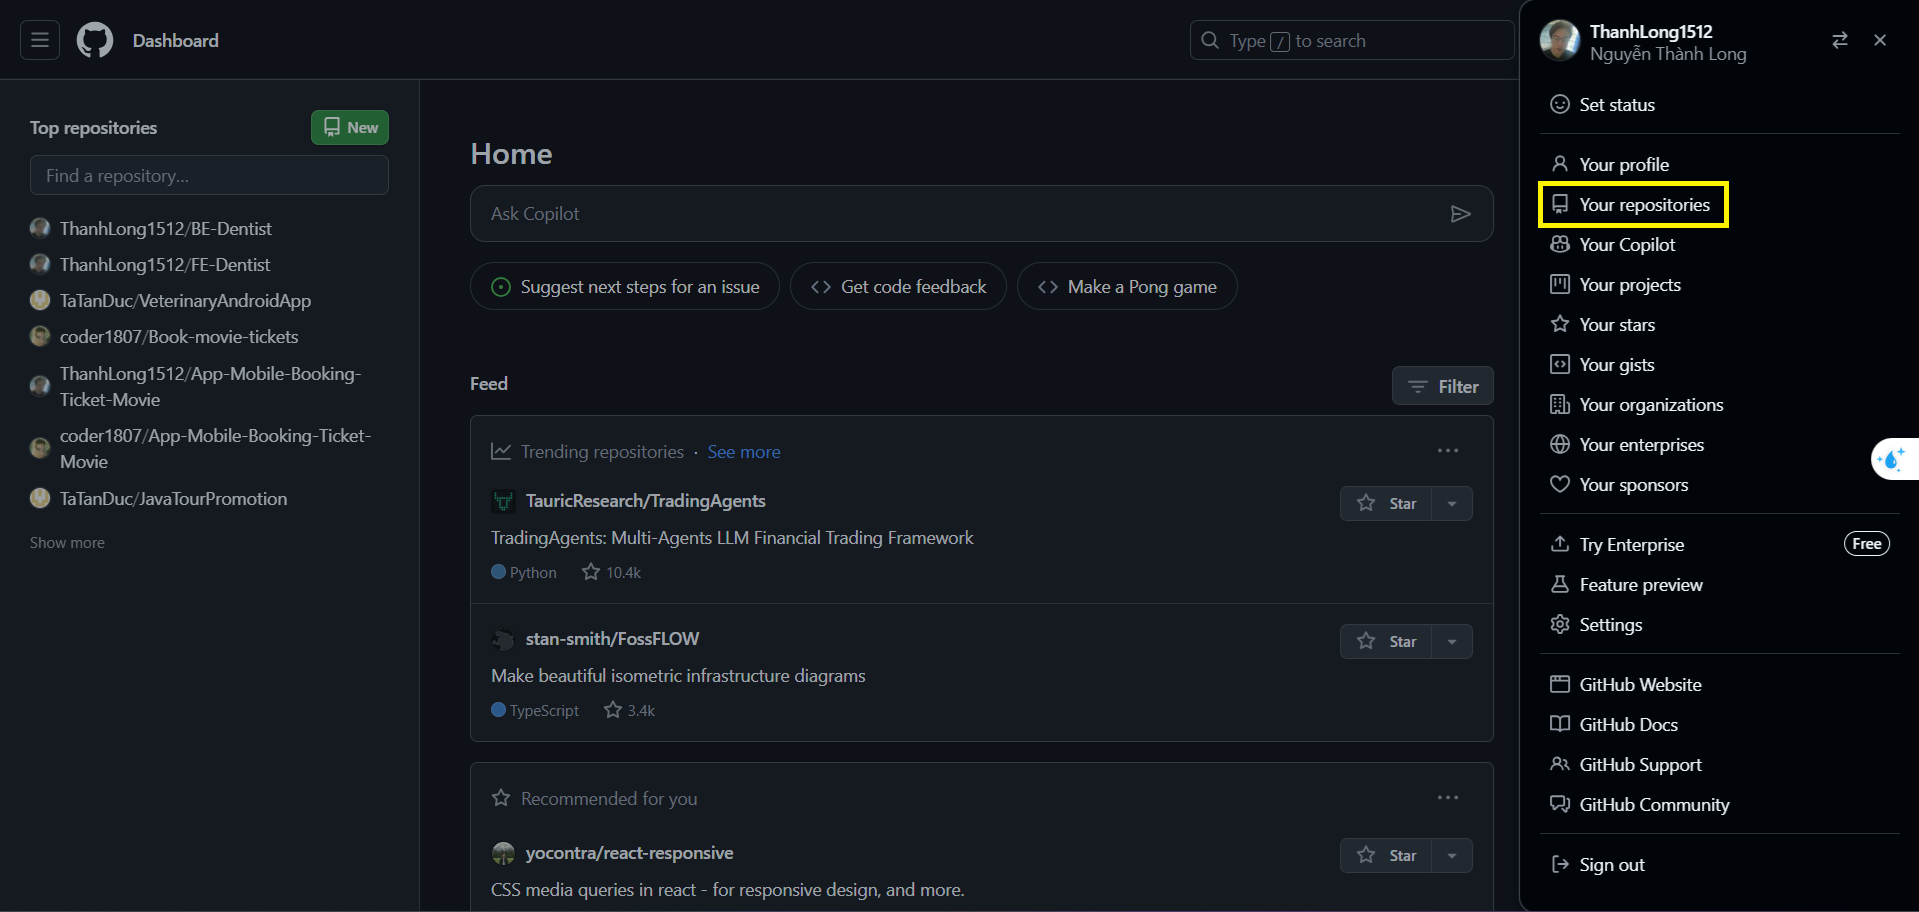 Dashboard
Type / to search
ThanhLong1512
Nguyễn Thành Long
Top repositories
New
Find a repository...
ThanhLong1512/BE-Dentist
ThanhLong1512/FE-Dentist
TaTanDuc/VeterinaryAndroidApp
coder1807/Book-movie-tickets
ThanhLong1512/App-Mobile-Booking-
Ticket-Movie
coder1807/App-Mobile-Booking-Ticket-
Movie
TaTanDuc/JavaTourPromotion
Show more
Home
Ask Copilot
Suggest next steps for an issue
Get code feedback
Make a Pong game
Feed
Filter
Trending repositories · See more
TauricResearch/TradingAgents
Star
TradingAgents: Multi-Agents LLM Financial Trading Framework
Python 10.4k
stan-smith/FossFLOW
Star
Make beautiful isometric infrastructure diagrams
TypeScript 3.4k
Recommended for you
yocontra/react-responsive
Star
CSS media queries in react - for responsive design, and more.
Set status
Your profile
Your repositories
Your Copilot
Your projects
Your stars
Your gists
Your organizations
Your enterprises
Your sponsors
Try Enterprise Free
Feature preview
Settings
GitHub Website
GitHub Docs
GitHub Support
GitHub Community
Sign out